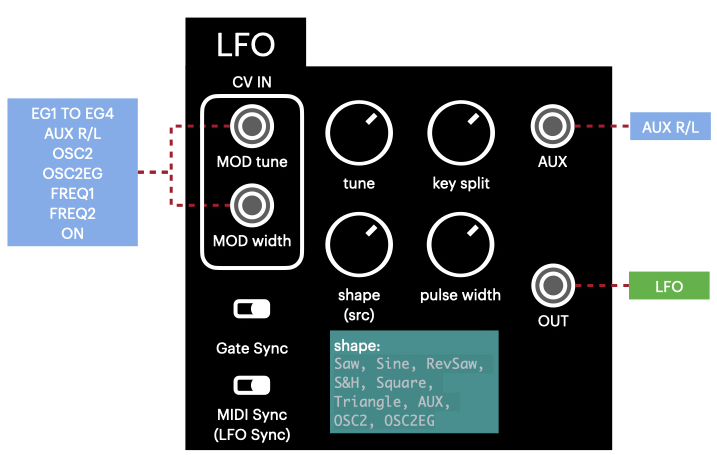 LFO
CV IN
EG1 TO EG4
AUX R/L
OSC2
OSC2EG
FREQ1
FREQ2
ON
MOD tune
MOD width
tune
key split
AUX
AUX R/L
shape
(src)
pulse width
OUT
LFO
Gate Sync
MIDI Sync
(LFO Sync)
shape:
Saw, Sine, RevSaw,
S&H, Square,
Triangle, AUX,
OSC2, OSC2EG